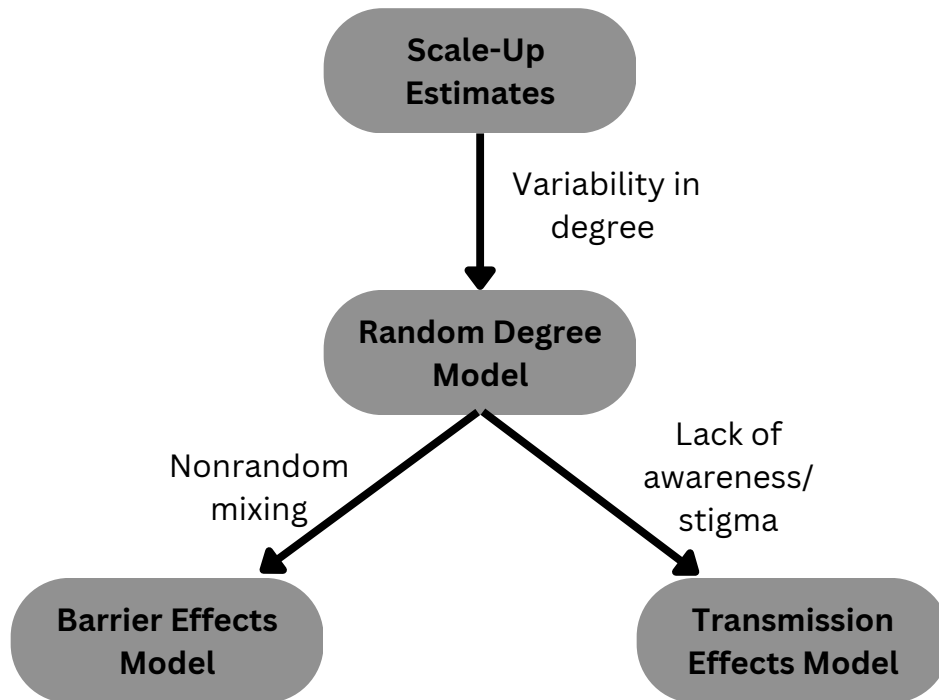 Scale-Up
Estimates
Variability in
degree
Random Degree
Model
Nonrandom
mixing
Lack of
awareness/
stigma
Barrier Effects
Model
Transmission
Effects Model